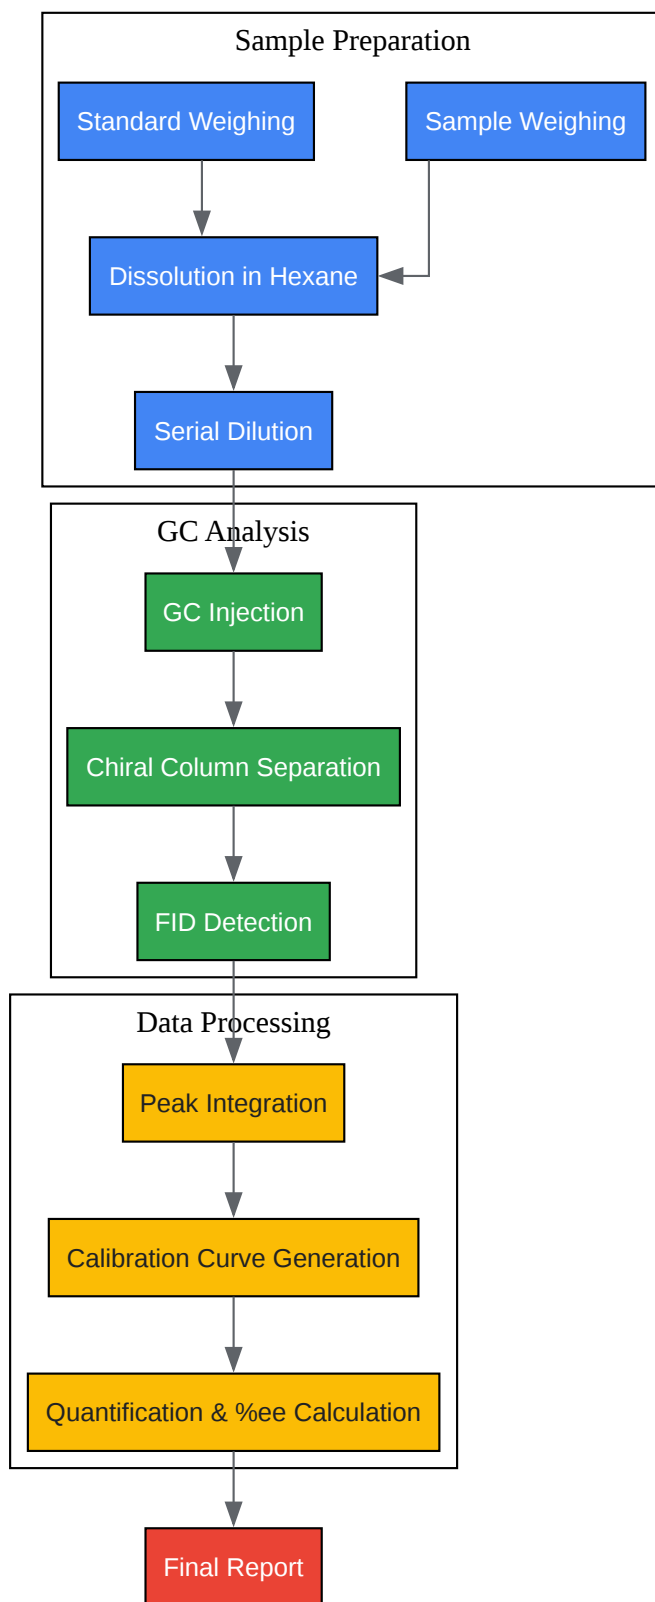 Sample Preparation
Standard Weighing
Sample Weighing
Dissolution in Hexane
Serial Dilution
GC Analysis
GC Injection
Chiral Column Separation
FID Detection
Data Processing
Peak Integration
Calibration Curve Generation
Quantification & %ee Calculation
Final Report